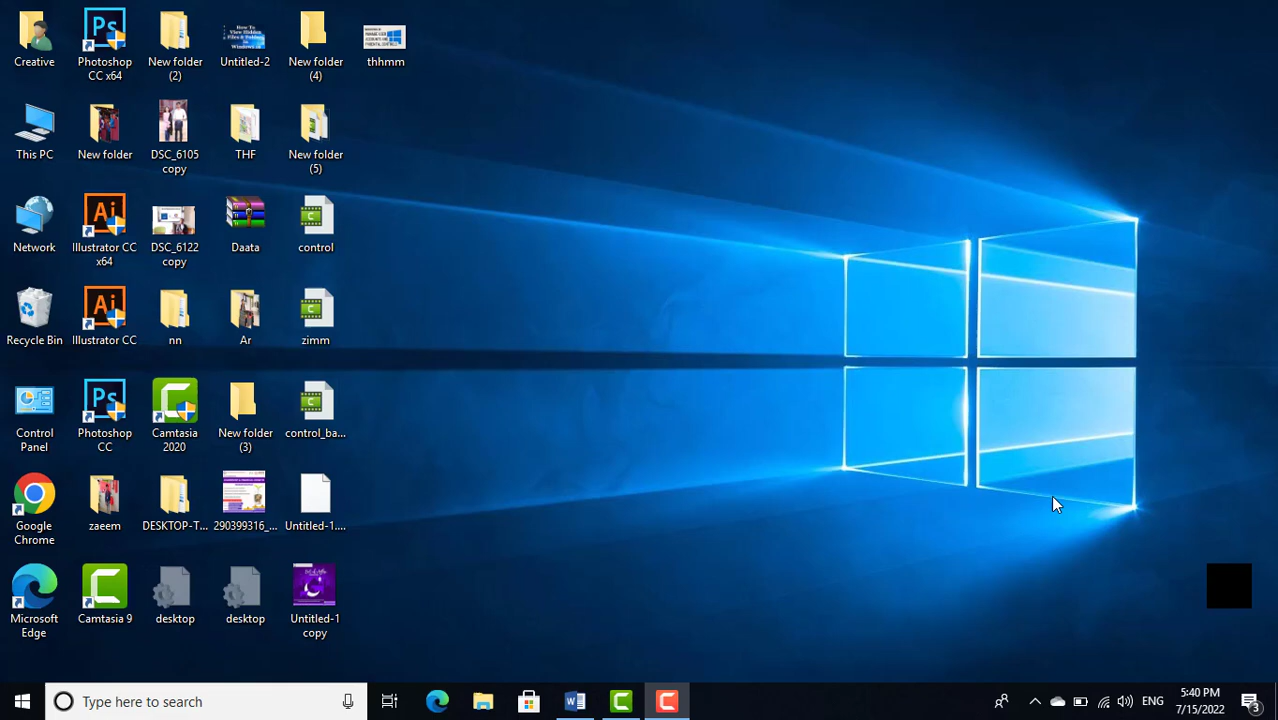 Creative
Photoshop CC x64
New folder (2)
Untitled-2
New folder (4)
thhmm
This PC
New folder
DSC_6105 copy
THF
New folder (5)
Network
Illustrator CC x64
DSC_6122 copy
Daata
control
Recycle Bin
Illustrator CC
nn
Ar
zimm
Control Panel
Photoshop CC
Camtasia 2020
New folder (3)
control_ba...
Google Chrome
zaeem
DESKTOP-T...
290399316_...
Untitled-1....
Microsoft Edge
Camtasia 9
desktop
desktop
Untitled-1 copy
Type here to search
ENG
5:40 PM
7/15/2022
3